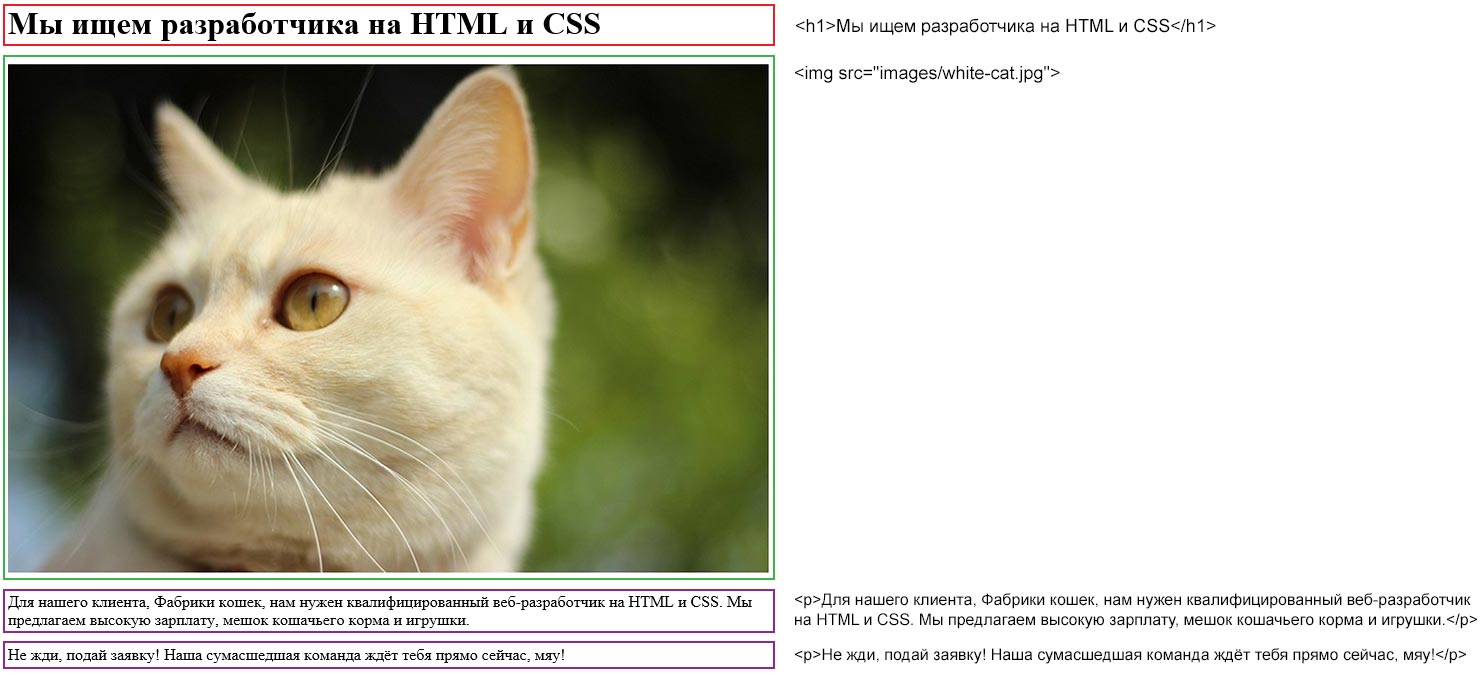 Мы ищем разработчика на HTML и CSS
<h1>Мы ищем разработчика на HTML и CSS</h1>
<img src="images/white-cat.jpg">
Для нашего клиента, Фабрики кошек, нам нужен квалифицированный веб-разработчик на HTML и CSS. Мы
предлагаем высокую зарплату, мешок кошачьего корма и игрушки.
<p>Для нашего клиента, Фабрики кошек, нам нужен квалифицированный веб-разработчик
на HTML и CSS. Мы предлагаем высокую зарплату, мешок кошачьего корма и игрушки.</p>
Не жди, подай заявку! Наша сумасшедшая команда ждёт тебя прямо сейчас, мяу!
<p>Не жди, подай заявку! Наша сумасшедшая команда ждёт тебя прямо сейчас, мяу!</p>